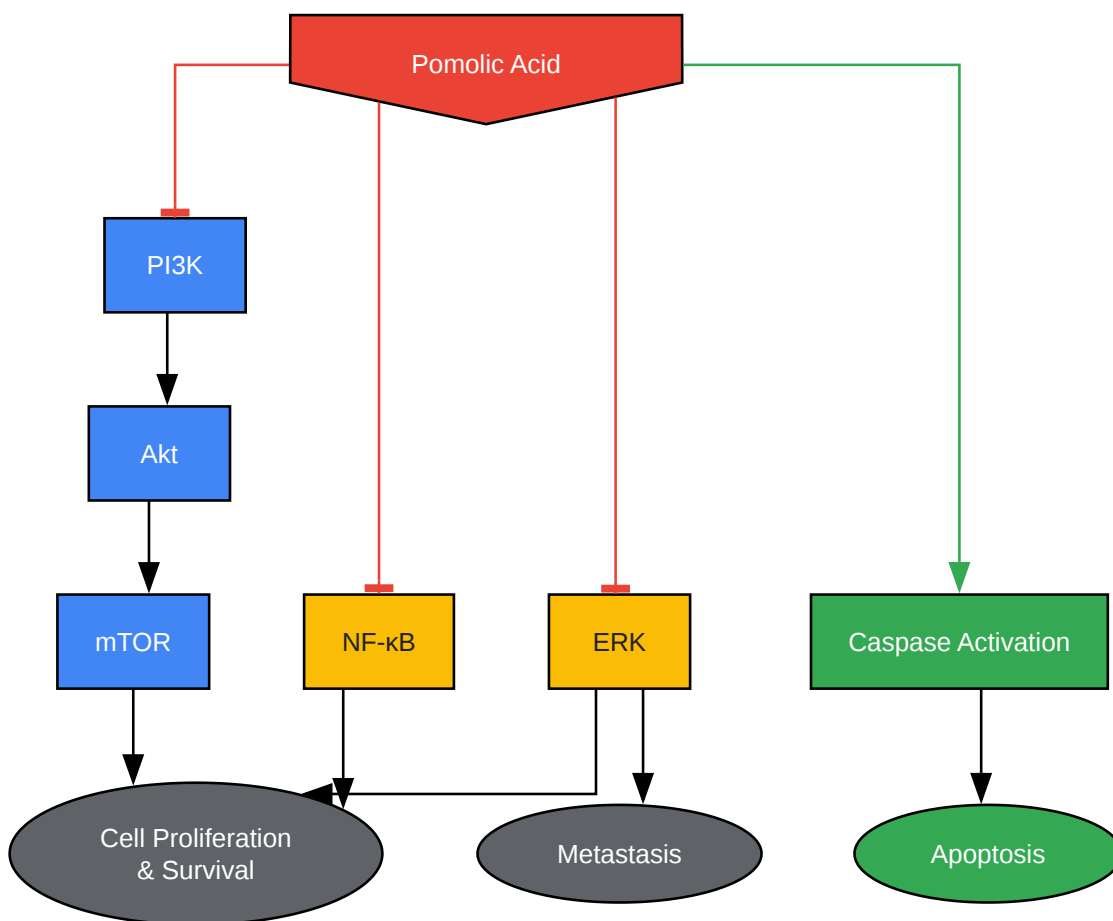 Pomolic Acid
PI3K
Akt
mTOR
NF-κB
ERK
Caspase Activation
Cell Proliferation
& Survival
Metastasis
Apoptosis